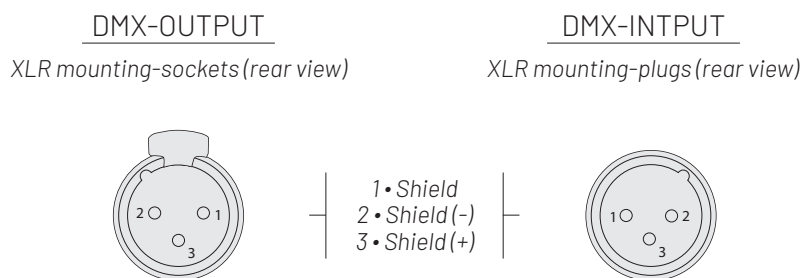 DMX-OUTPUT
XLR mounting-sockets (rear view)
DMX-INTPUT
XLR mounting-plugs (rear view)
2 1
3
1 • Shield
2 • Shield (-)
3 • Shield (+)
1 2
3